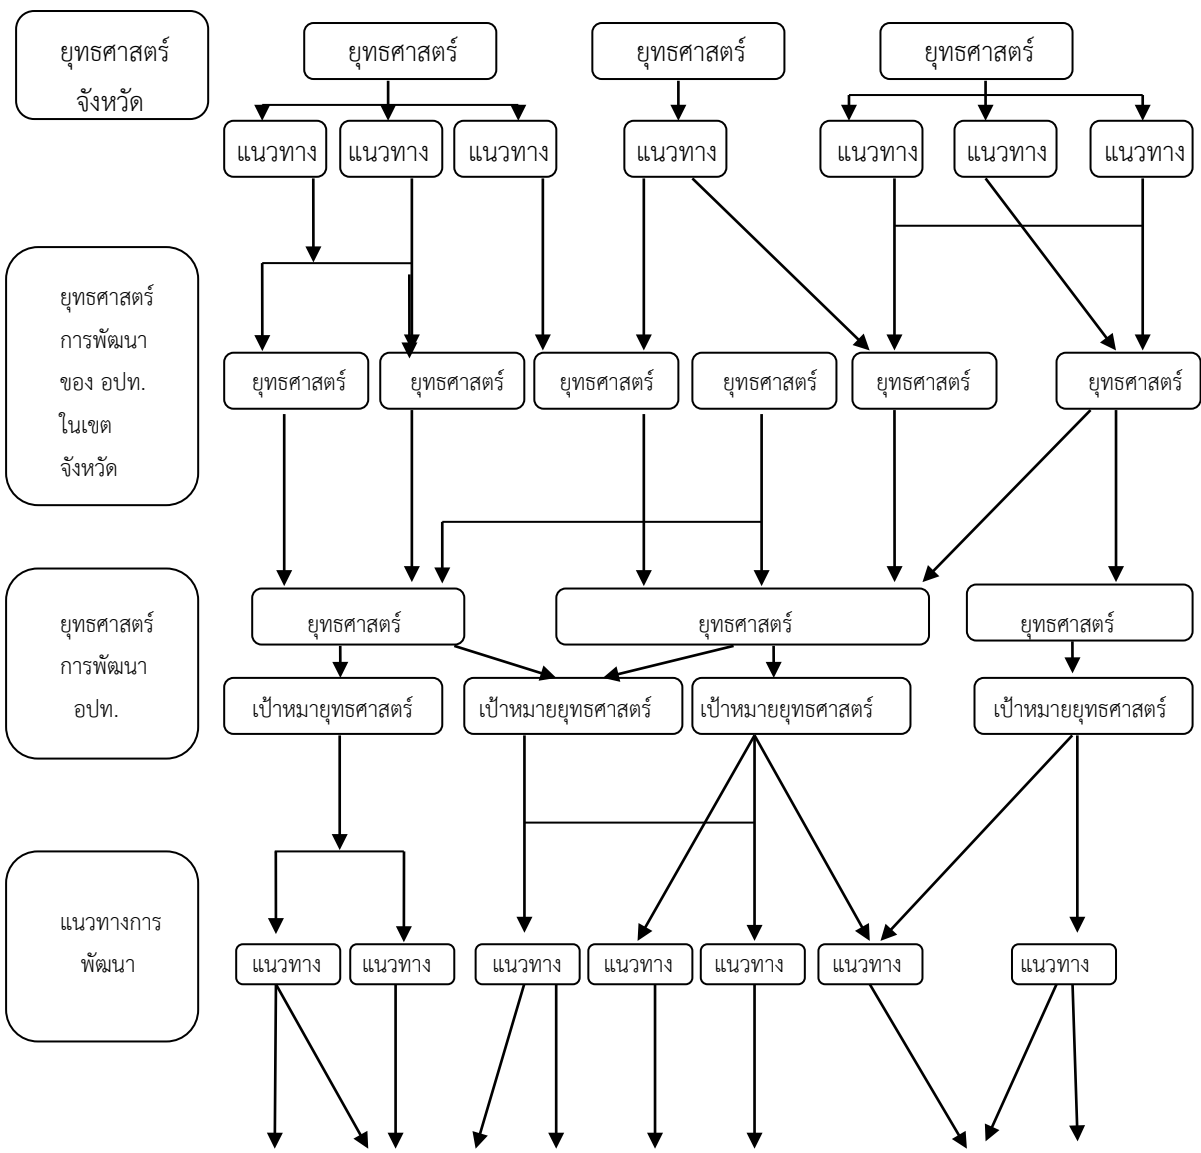 ยุทธศาสตร์
จังหวัด
ยุทธศาสตร์
ยุทธศาสตร์
ยุทธศาสตร์
แนวทาง
แนวทาง
แนวทาง
แนวทาง
แนวทาง
แนวทาง
แนวทาง
ยุทธศาสตร์
การพัฒนา
ของ อปท.
ในเขต
จังหวัด
ยุทธศาสตร์
ยุทธศาสตร์
ยุทธศาสตร์
ยุทธศาสตร์
ยุทธศาสตร์
ยุทธศาสตร์
ยุทธศาสตร์
การพัฒนา
อปท.
ยุทธศาสตร์
ยุทธศาสตร์
ยุทธศาสตร์
เป้าหมายุทธศาสตร์
เป้าหมายยุทธศาสตร์
เป้าหมายยุทธศาสตร์
เป้าหมายยุทธศาสตร์
แนวทางการ
พัฒนา
แนวทาง
แนวทาง
แนวทาง
แนวทาง
แนวทาง
แนวทาง
แนวทาง